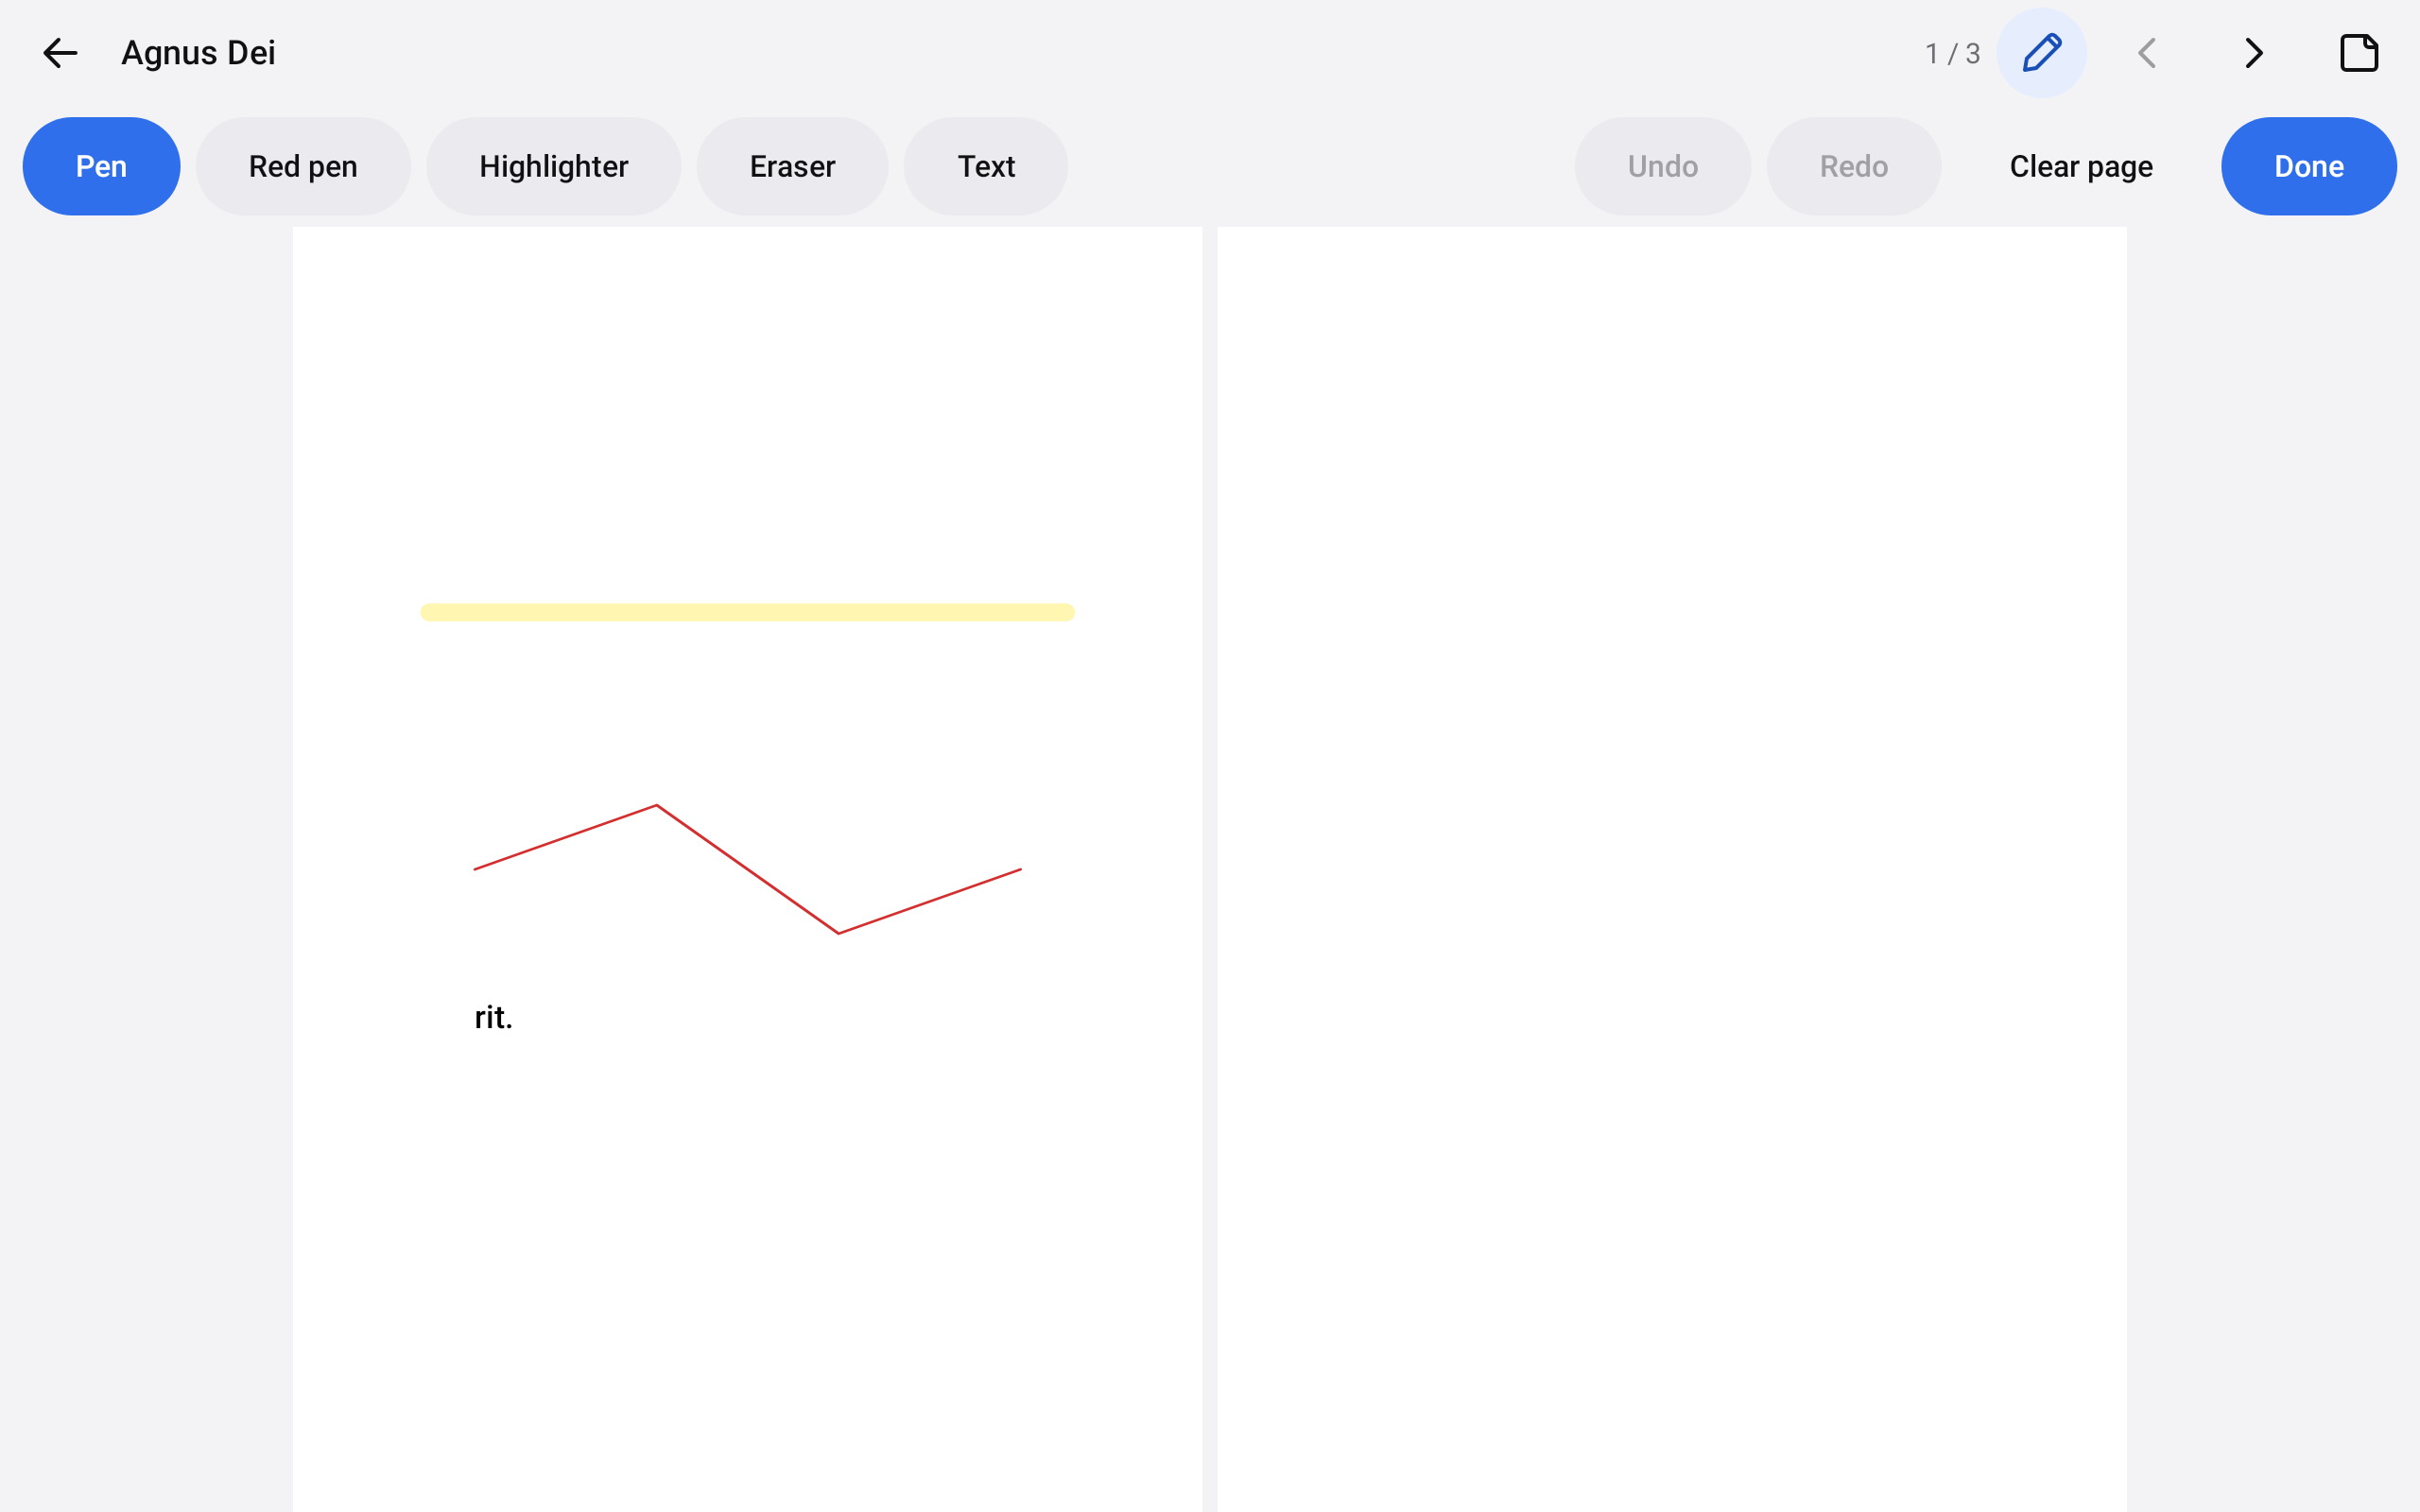 Agnus Dei
1 / 3
Pen
Red pen
Highlighter
Eraser
Text
Undo
Redo
Clear page
Done
rit.